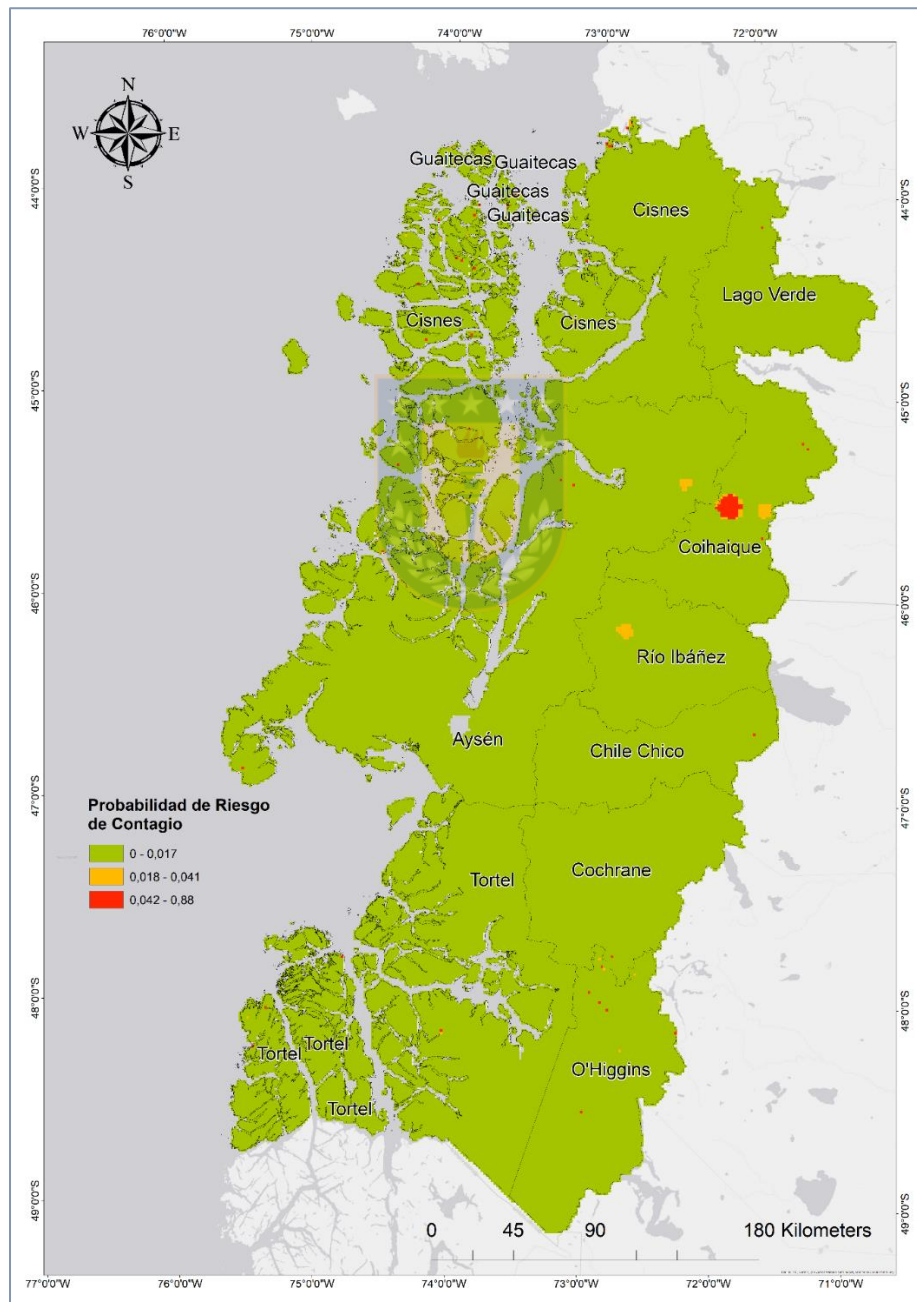 76°0'0"W 75°0'0"W 74°0'0"W 73°0'0"W 72°0'0"W
N
W E
S
44°0'0"S
44°0'0"S
Guaitecas
Guaitecas
Guaitecas
Guaitecas
Cisnes
Lago Verde
Cisnes
Cisnes
45°0'0"S
45°0'0"S
Coihaique
46°0'0"S
46°0'0"S
Río Ibáñez
Aysén
Chile Chico
47°0'0"S
47°0'0"S
Probabilidad de Riesgo
de Contagio
0 - 0,017
0,018 - 0,041
0,042 - 0,88
Cochrane
Tortel
48°0'0"S
48°0'0"S
Tortel
Tortel
O'Higgins
Tortel
49°0'0"S
49°0'0"S
0 45 90 180 Kilometers
77°0'0"W 76°0'0"W 75°0'0"W 74°0'0"W 73°0'0"W 72°0'0"W 71°0'0"W